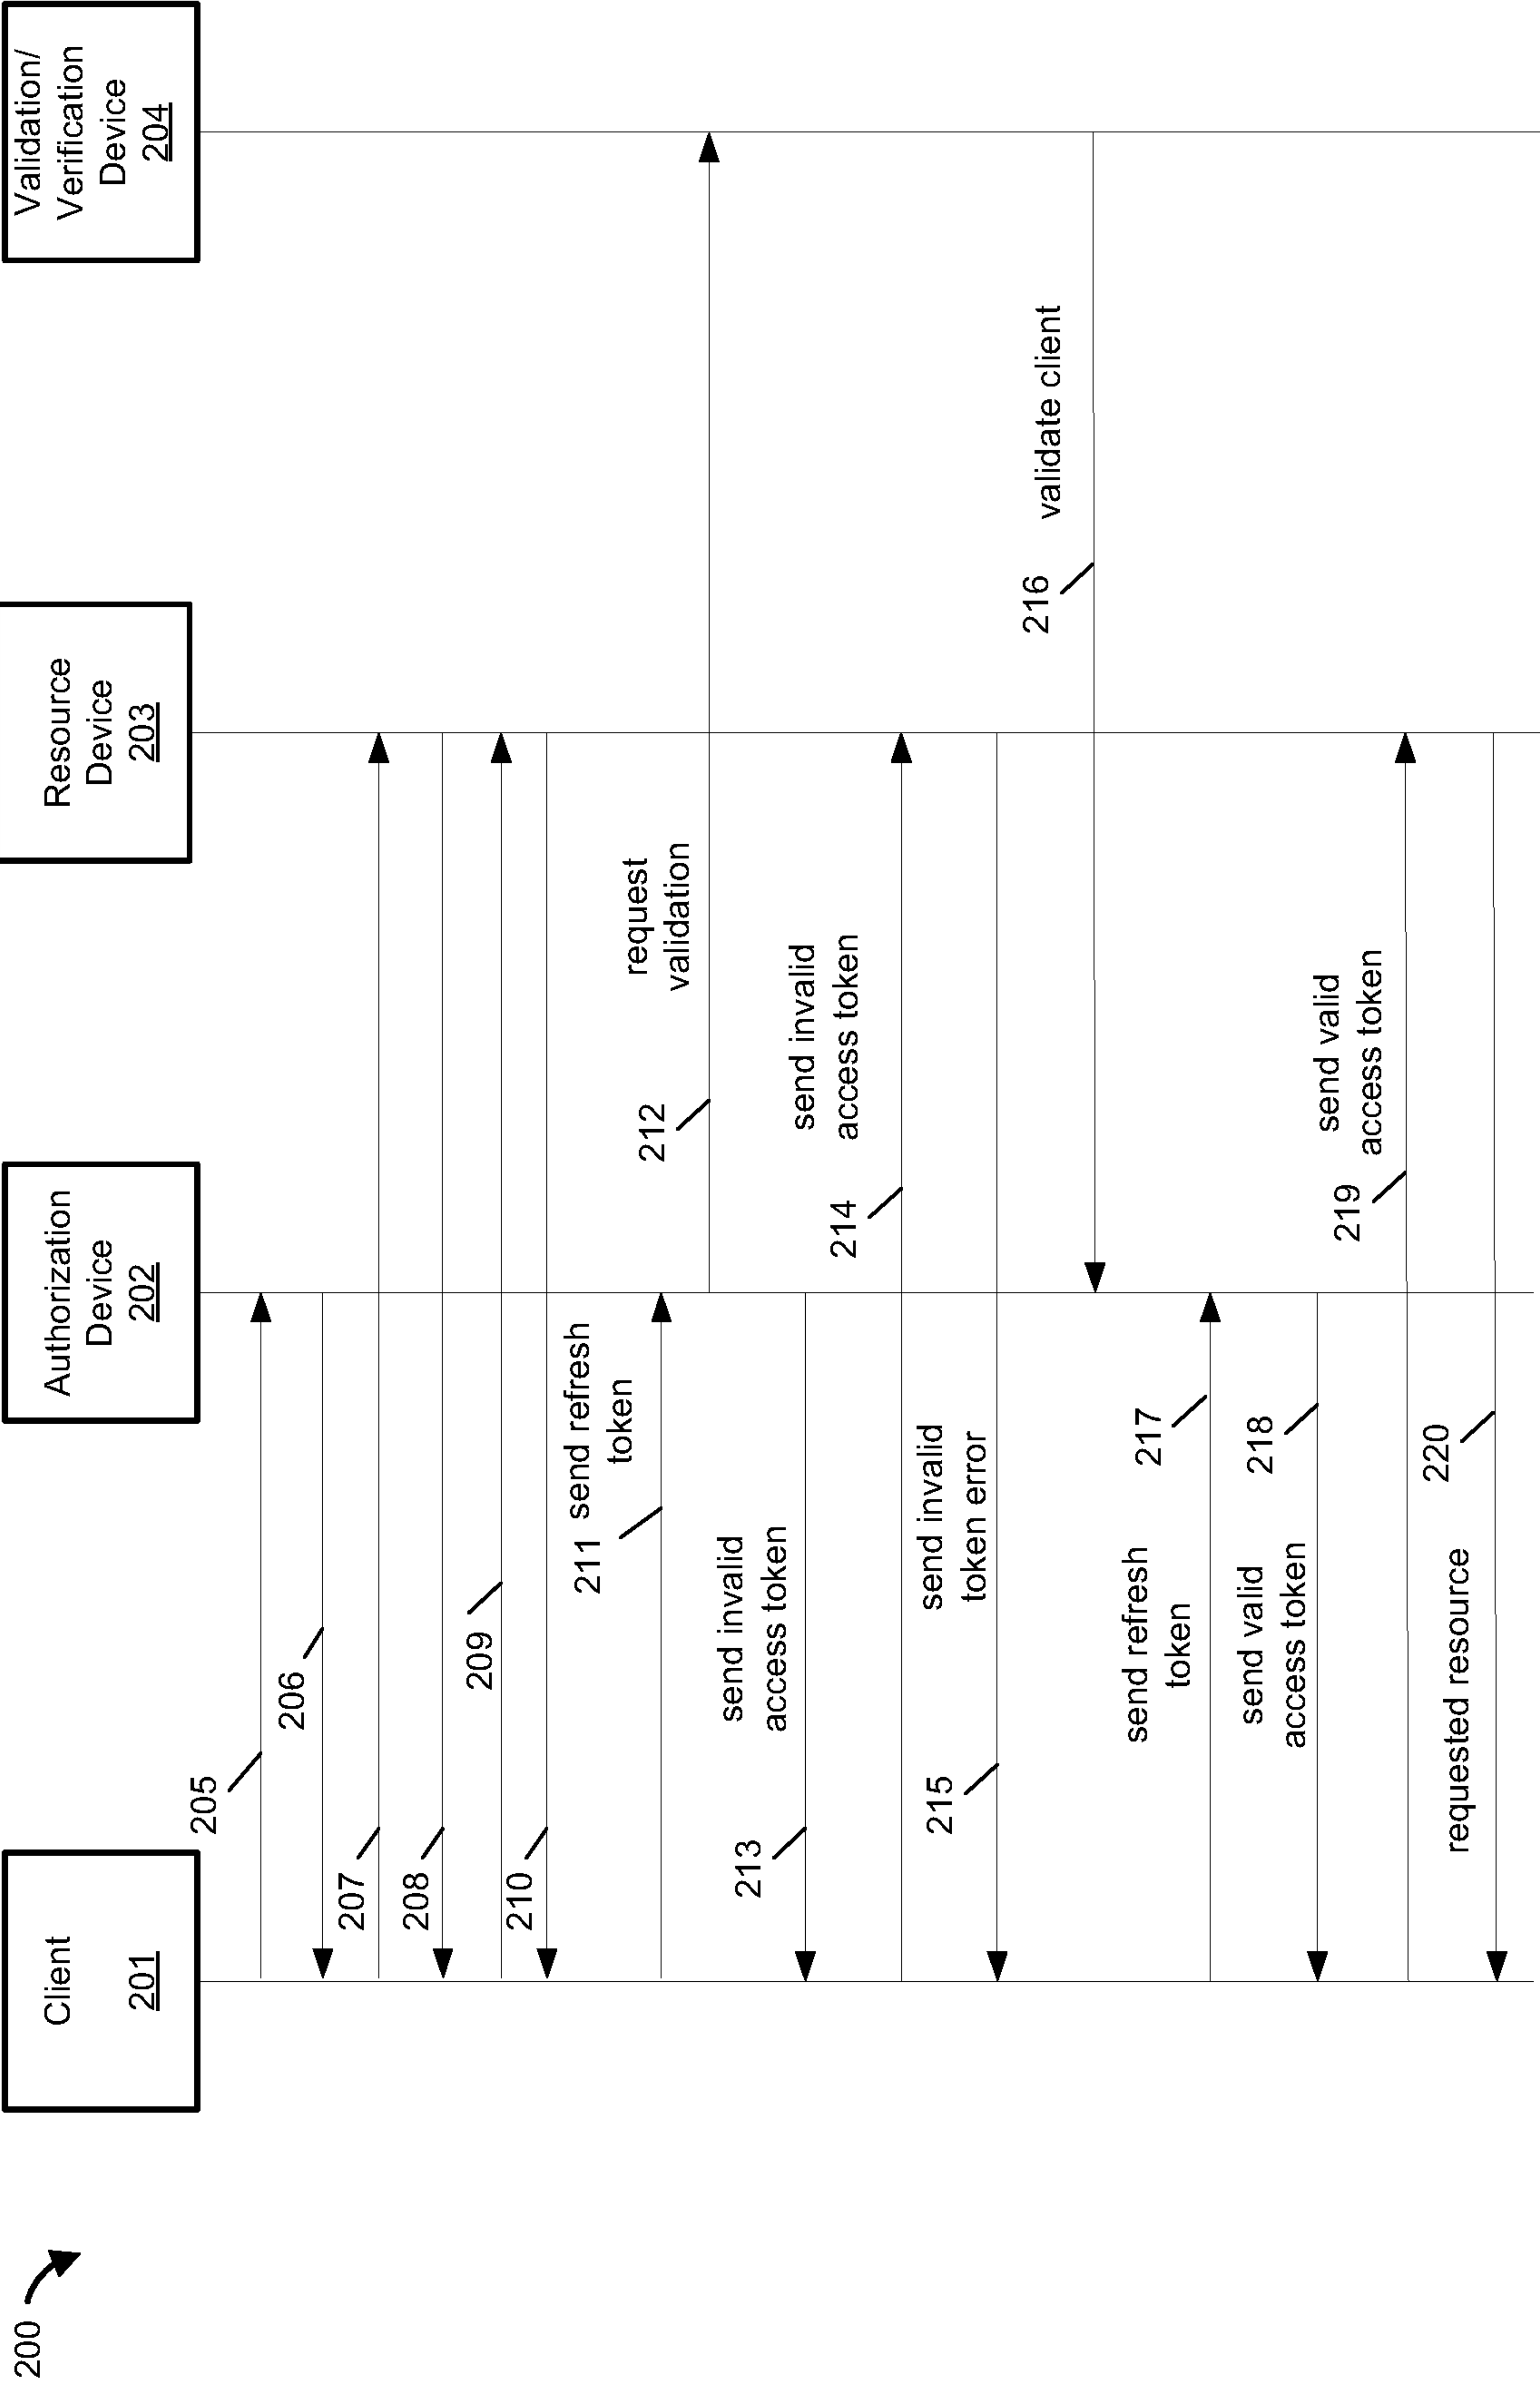 200
Client
201
Authorization
Device
202
Resource
Device
203
Validation/
Verification
Device
204
205
206
207
208
209
210
211
send refresh
token
212
request
validation
213
send invalid
access token
214
send invalid
access token
215
send invalid
token error
216
validate client
217
send refresh
token
218
send valid
access token
219
send valid
access token
220
requested resource